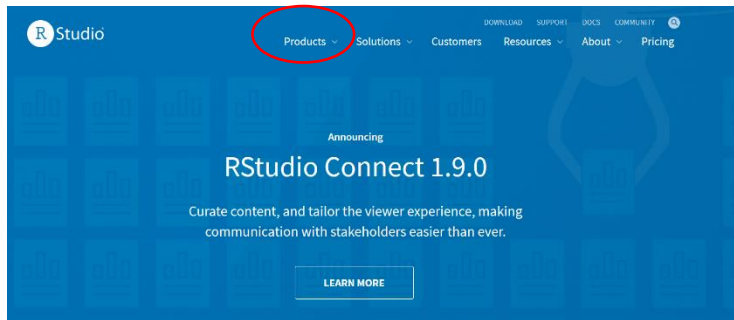 DOWNLOAD SUPPORT DOCS COMMUNITY
R Studio
Products Solutions Customers Resources About Pricing
Announcing
RStudio Connect 1.9.0
Curate content, and tailor the viewer experience, making
communication with stakeholders easier than ever.
LEARN MORE